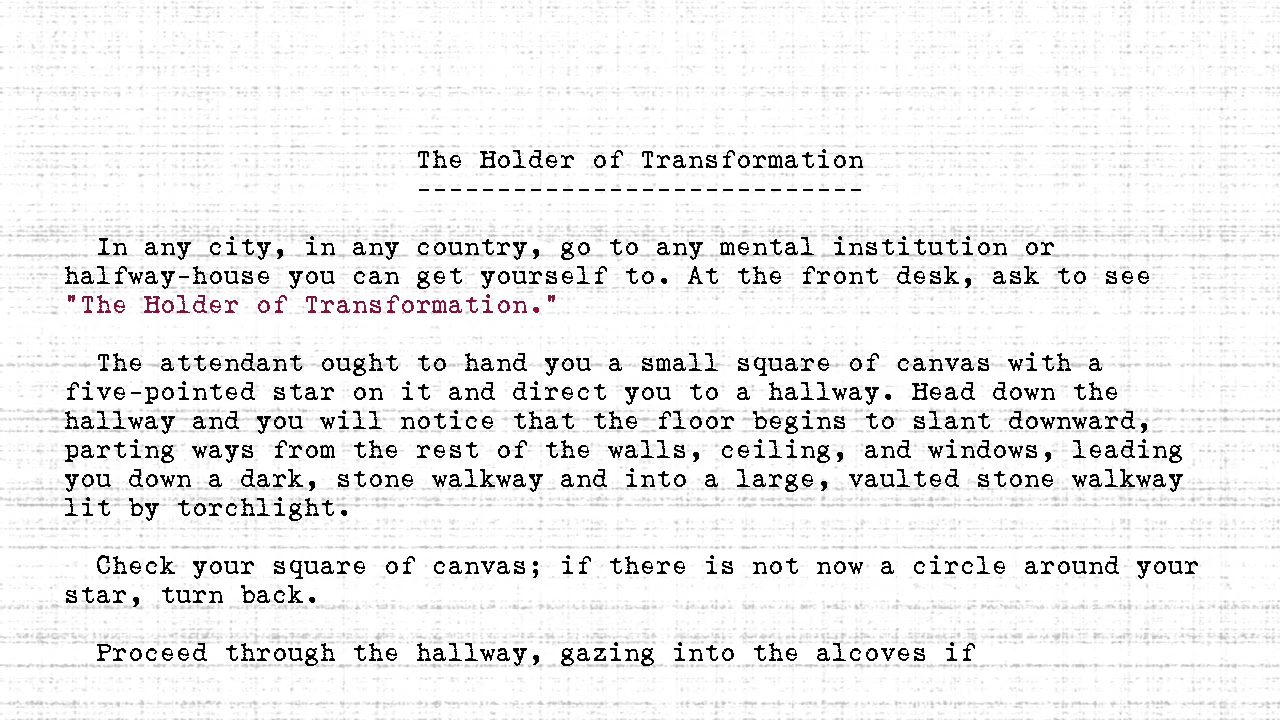 The Holder of Transformation
----------------------------
In any city, in any country, go to any mental institution or
halfway-house you can get yourself to. At the front desk, ask to see
"The Holder of Transformation."
The attendant ought to hand you a small square of canvas with a
five-pointed star on it and direct you to a hallway. Head down the
hallway and you will notice that the floor begins to slant downward,
parting ways from the rest of the walls, ceiling, and windows, leading
you down a dark, stone walkway and into a large, vaulted stone walkway
lit by torchlight.
Check your square of canvas; if there is not now a circle around your
star, turn back.
Proceed through the hallway, gazing into the alcoves if